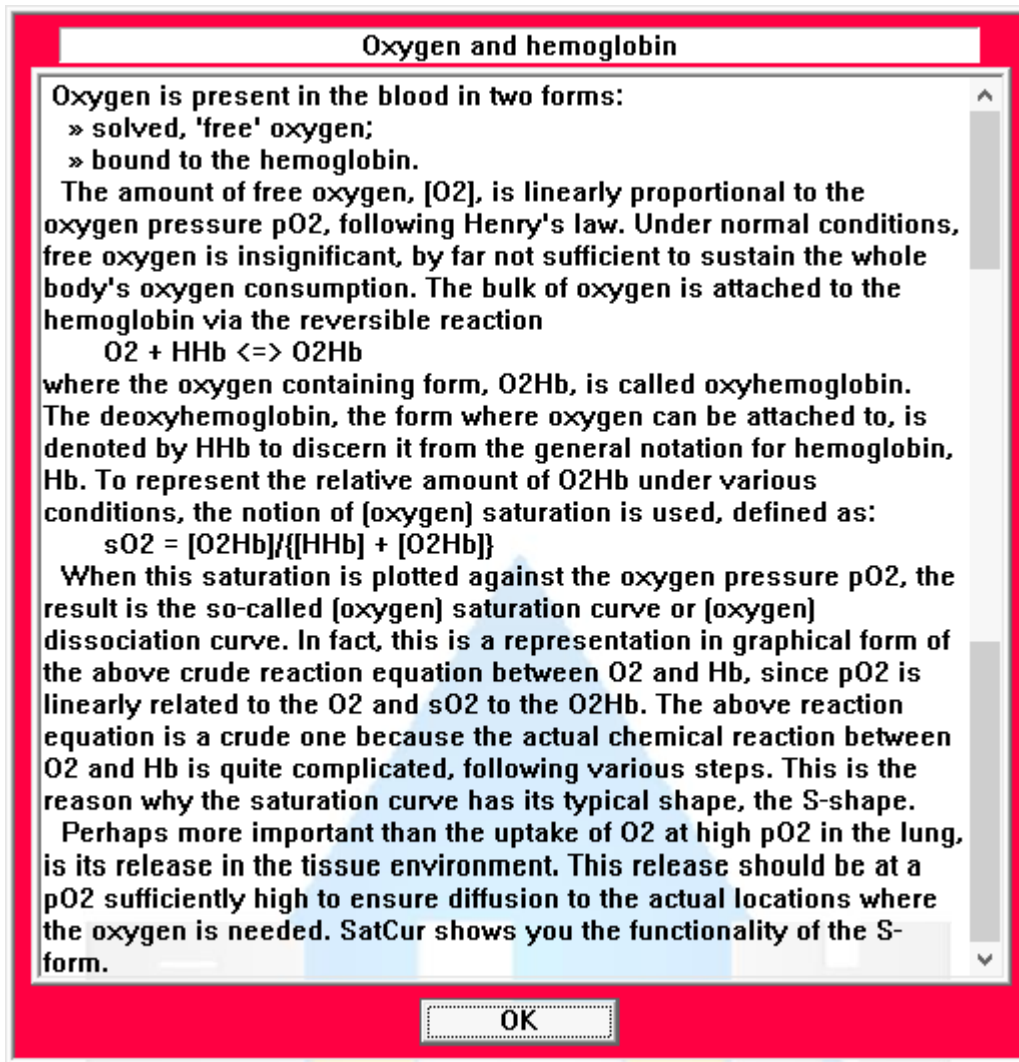 Oxygen and hemoglobin
Oxygen is present in the blood in two forms:
» solved, 'free' oxygen;
» bound to the hemoglobin.
The amount of free oxygen, [O2], is linearly proportional to the
oxygen pressure pO2, following Henry's law. Under normal conditions,
free oxygen is insignificant, by far not sufficient to sustain the whole
body's oxygen consumption. The bulk of oxygen is attached to the
hemoglobin via the reversible reaction
O2 + HHb <=> O2Hb
where the oxygen containing form, O2Hb, is called oxyhemoglobin.
The deoxyhemoglobin, the form where oxygen can be attached to, is
denoted by HHb to discern it from the general notation for hemoglobin,
Hb. To represent the relative amount of O2Hb under various
conditions, the notion of (oxygen) saturation is used, defined as:
sO2 = [O2Hb]/{[HHb] + [O2Hb]}
When this saturation is plotted against the oxygen pressure pO2, the
result is the so-called (oxygen) saturation curve or (oxygen)
dissociation curve. In fact, this is a representation in graphical form of
the above crude reaction equation between O2 and Hb, since pO2 is
linearly related to the O2 and sO2 to the O2Hb. The above reaction
equation is a crude one because the actual chemical reaction between
O2 and Hb is quite complicated, following various steps. This is the
reason why the saturation curve has its typical shape, the S-shape.
Perhaps more important than the uptake of O2 at high pO2 in the lung,
is its release in the tissue environment. This release should be at a
pO2 sufficiently high to ensure diffusion to the actual locations where
the oxygen is needed. SatCur shows you the functionality of the S-
form.
OK